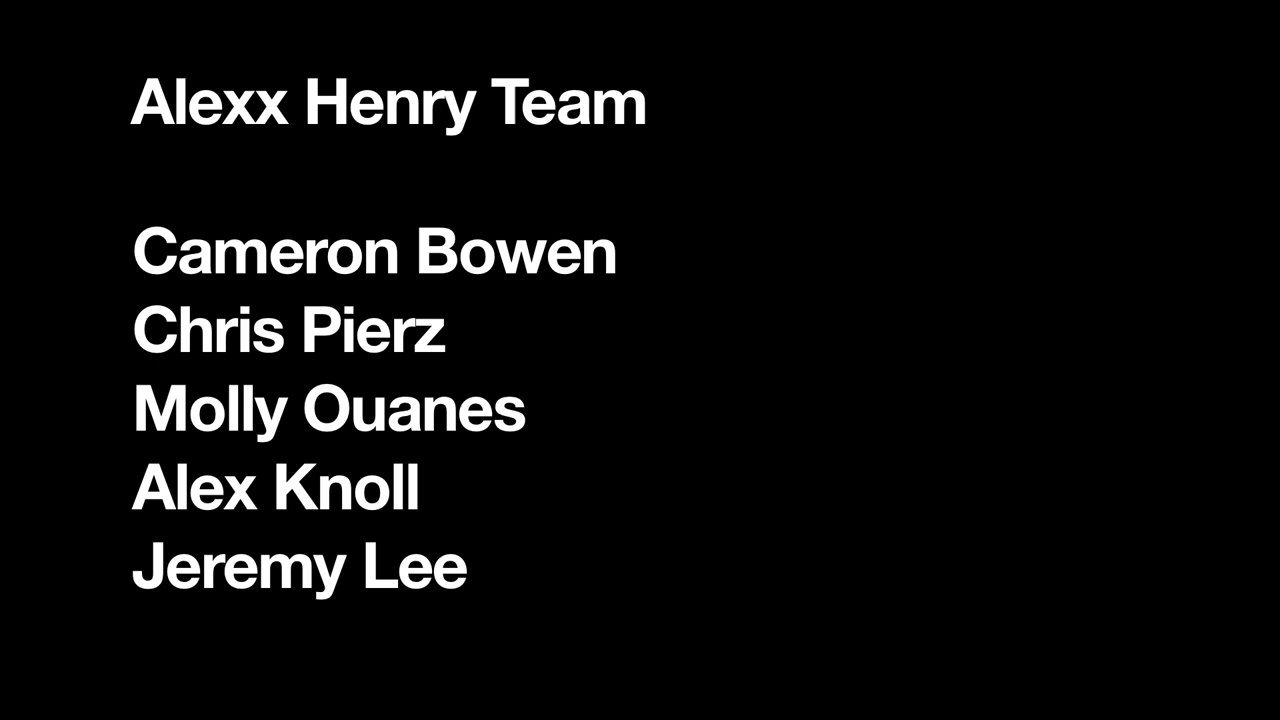 Alexx Henry Team
Cameron Bowen
Chris Pierz
Molly Ouanes
Alex Knoll
Jeremy Lee